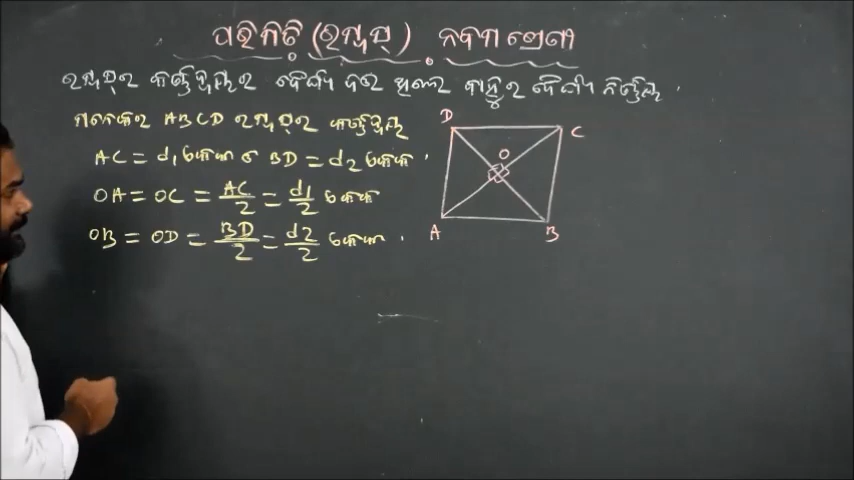 ପରିମିତି (ରମ୍ବସ୍) ନବମ ଶ୍ରେଣୀ
ରମ୍ବସ୍‌ର କର୍ଣ୍ଣଦ୍ୱୟର ଦୈର୍ଘ୍ୟ ଦତ୍ତ ଥିଲେ ବାହୁର ଦୈର୍ଘ୍ୟ ନିର୍ଣ୍ଣୟ ।
ମନେକର ABCD ରମ୍ବସ୍‌ର କର୍ଣ୍ଣଦ୍ୱୟ
AC = d1 ଏକକ ଓ BD = d2 ଏକକ ।
OA = OC = AC/2 = d1/2 ଏକକ
OB = OD = BD/2 = d2/2 ଏକକ ।
D C
O
A B